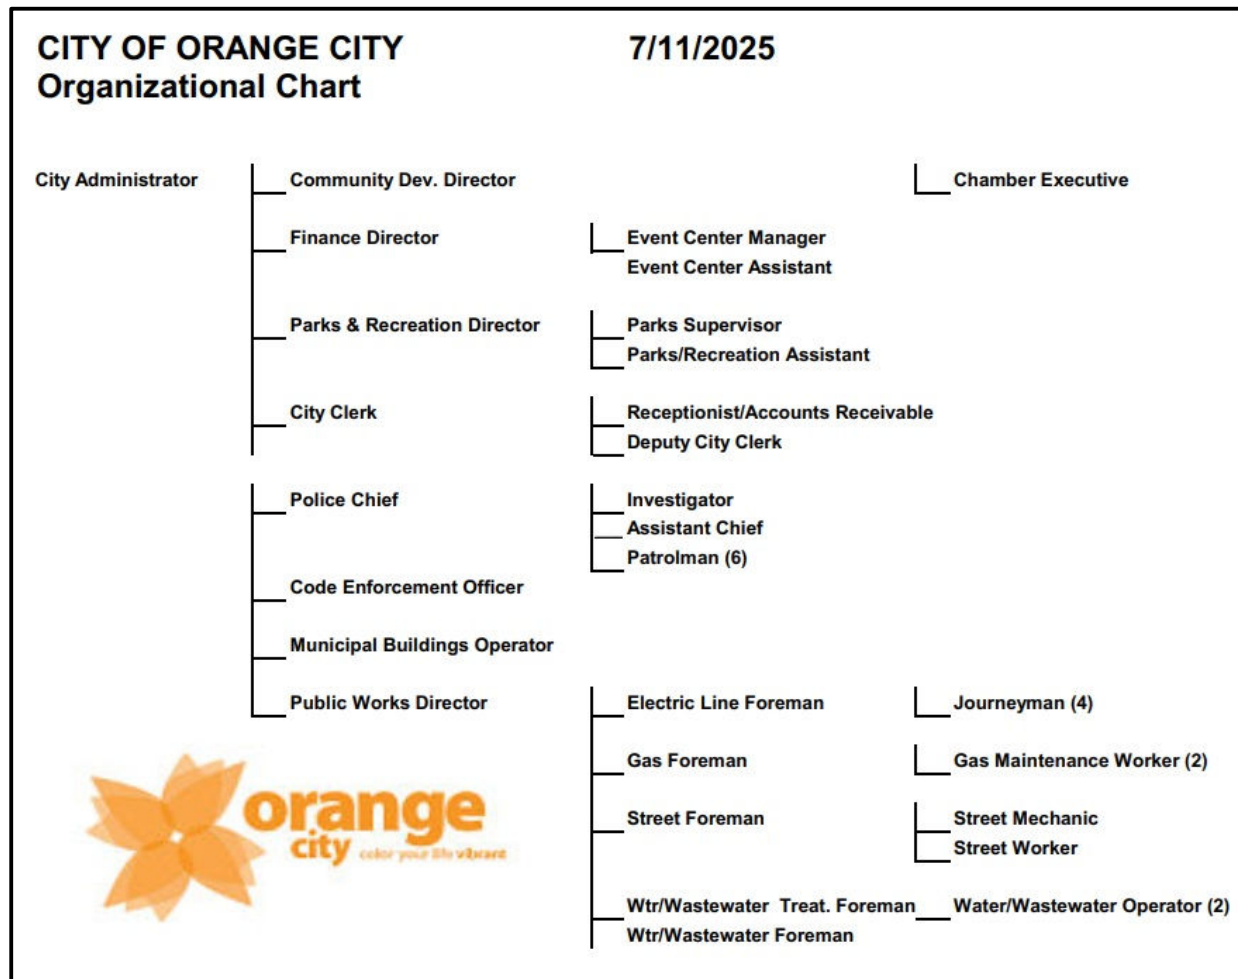 CITY OF ORANGE CITY 7/11/2025
Organizational Chart
City Administrator Community Dev. Director Chamber Executive
Finance Director Event Center Manager
Event Center Assistant
Parks & Recreation Director Parks Supervisor
Parks/Recreation Assistant
City Clerk Receptionist/Accounts Receivable
Deputy City Clerk
Police Chief Investigator
Assistant Chief
Patrolman (6)
Code Enforcement Officer
Municipal Buildings Operator
Public Works Director Electric Line Foreman Journeyman (4)
Gas Foreman Gas Maintenance Worker (2)
Street Foreman Street Mechanic
Street Worker
Wtr/Wastewater Treat. Foreman Water/Wastewater Operator (2)
Wtr/Wastewater Foreman
orange
city color your life vibrant